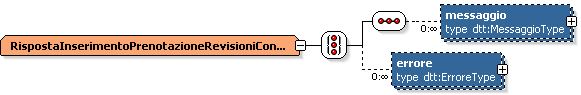 messaggio
type dtt:MessaggioType
0:∞
RispostaInserimentoPrenotazioneRevisioniCon...
errore
type dtt:ErroreType
0:∞